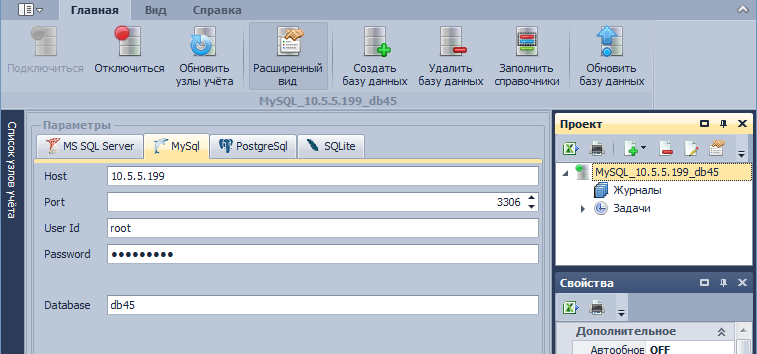 Главная Вид Справка
Подключиться Отключиться Обновить узлы учёта Расширенный вид Создать базу данных Удалить базу данных Заполнить справочники Обновить базу данных
MySQL_10.5.5.199_db45
Список узлов учёта
Параметры
MS SQL Server MySql PostgreSql SQLite
Host 10.5.5.199
Port 3306
User Id root
Password •••••••••
Database db45
Проект
MySQL_10.5.5.199_db45
Журналы
Задачи
Свойства
Дополнительное
Автообнов OFF